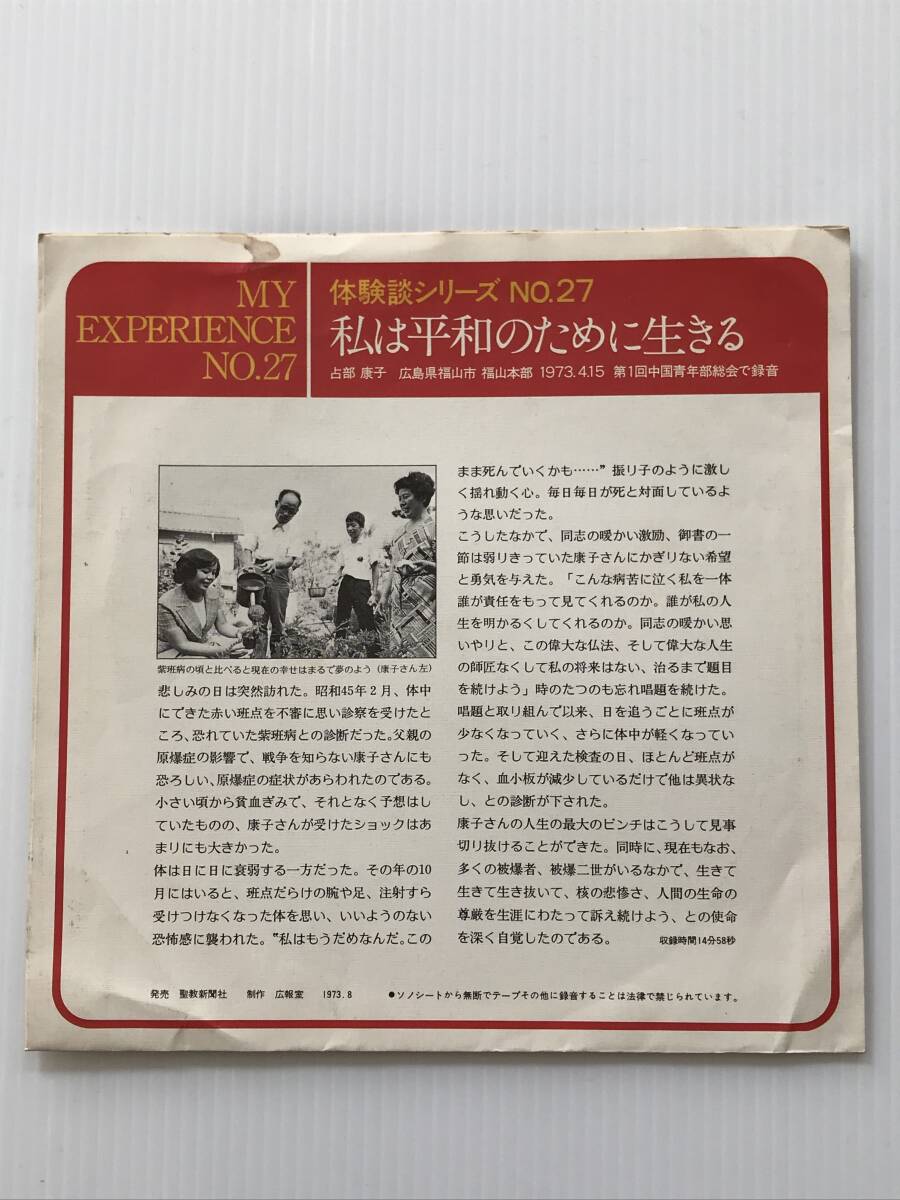 MY
EXPERIENCE
NO.27
体験談シリーズ NO.27
私は平和のために生きる
占部 康子 広島県福山市 福山本部 1973.4.15 第1回中国青年部総会で録音
紫斑病の頃と比べると現在の幸せはまるで夢のよう（康子さん左）
悲しみの日は突然訪れた。昭和45年2月、体中
にできた赤い斑点を不審に思い診察を受けたと
ころ、恐れていた紫斑病との診断だった。父親の
原爆症の影響で、戦争を知らない康子さんにも
恐ろしい、原爆症の症状があらわれたのである。
小さい頃から貧血ぎみで、それとなく予想はし
ていたものの、康子さんが受けたショックはあ
まりにも大きかった。
体は日に日に衰弱する一方だった。その年の10
月にはいると、斑点だらけの腕や足、注射すら
受けつけなくなった体を思い、いいようのない
恐怖感に襲われた。“私はもうだめなんだ。この
まま死んでいくかも……”振り子のように激し
く揺れ動く心。毎日毎日が死と対面しているよ
うな思いだった。
こうしたなかで、同志の暖かい激励、御書の一
節は弱りきっていた康子さんにかぎりない希望
と勇気を与えた。「こんな病苦に泣く私を一体
誰が責任をもって見てくれるのか。誰が私の人
生を明かるくしてくれるのか。同志の暖かい思
いやりと、この偉大な仏法、そして偉大な人生
の師匠なくして私の将来はない、治るまで題目
を続けよう」時のたつのも忘れ唱題を続けた。
唱題と取り組んで以来、日を追うごとに斑点が
少なくなっていく、さらに体中が軽くなってい
った。そして迎えた検査の日、ほとんど斑点が
なく、血小板が減少しているだけで他は異状な
し、との診断が下された。
康子さんの人生の最大のピンチはこうして見事
切り抜けることができた。同時に、現在もなお、
多くの被爆者、被爆二世がいるなかで、生きて
生きて生き抜いて、核の悲惨さ、人間の生命の
尊厳を生涯にわたって訴え続けよう、との使命
を深く自覚したのである。 収録時間14分58秒
発売 聖教新聞社 制作 広報室 1973.8 ●ソノシートから無断でテープその他に録音することは法律で禁じられています。